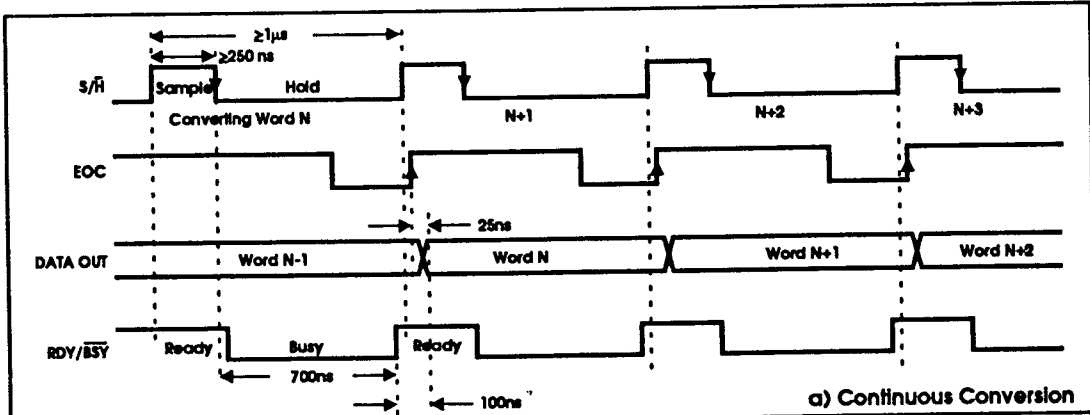 ≥1µs
≥250 ns
S/H̅
Sample
Hold
Converting Word N
N+1
N+2
N+3
EOC
25ns
DATA OUT
Word N-1
Word N
Word N+1
Word N+2
RDY/B̅S̅Y̅
Ready
Busy
Ready
700ns
100ns
a) Continuous Conversion